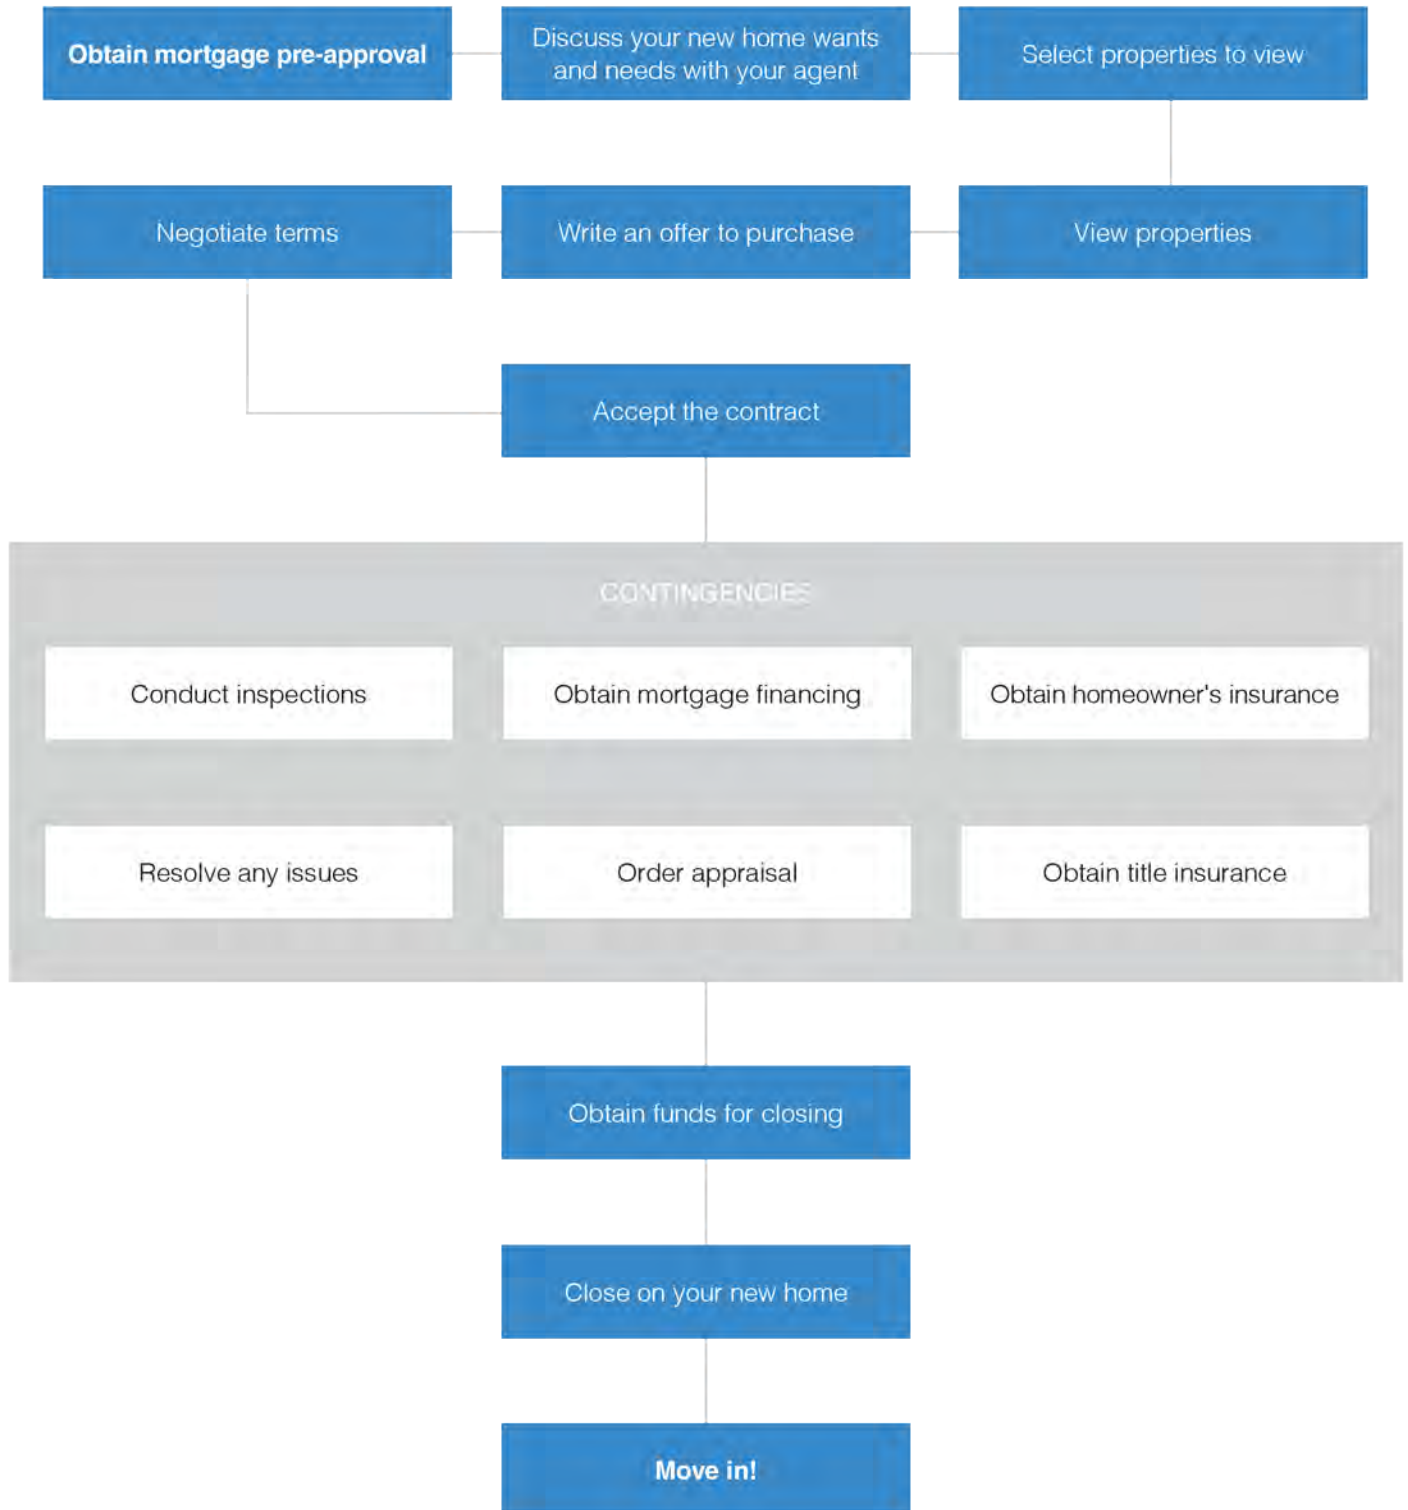 Obtain mortgage pre-approval
Discuss your new home wants
and needs with your agent
Select properties to view
Negotiate terms
Write an offer to purchase
View properties
Accept the contract
CONTINGENCIES
Conduct inspections
Obtain mortgage financing
Obtain homeowner's insurance
Resolve any issues
Order appraisal
Obtain title insurance
Obtain funds for closing
Close on your new home
Move in!